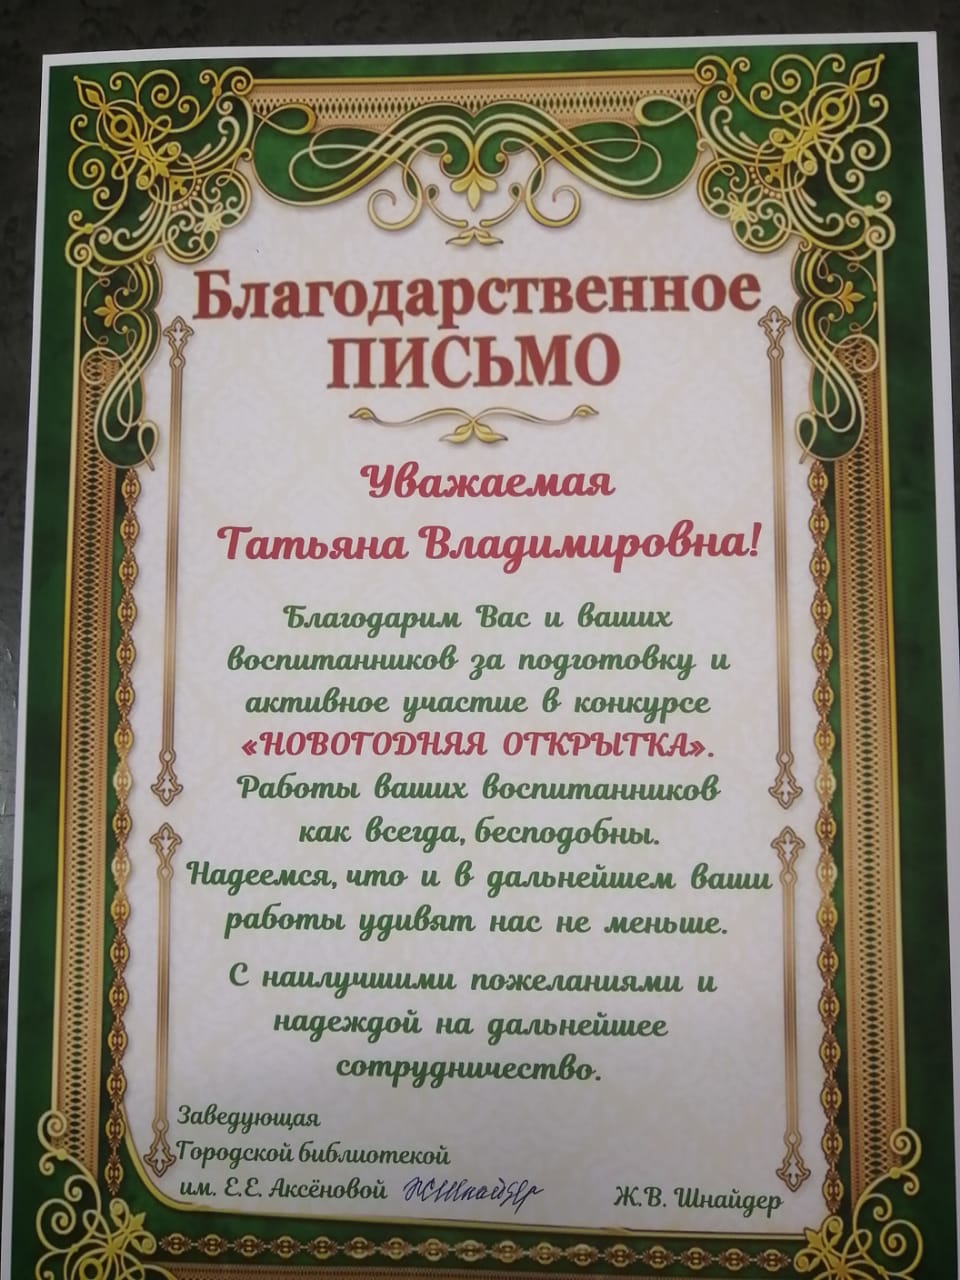 Благодарственное
ПИСЬМО
Уважаемая
Татьяна Владимировна!
Благодарим Вас и ваших
воспитанников за подготовку и
активное участие в конкурсе
«НОВОГОДНЯЯ ОТКРЫТКА».
Работы ваших воспитанников
как всегда, бесподобны.
Надеемся, что и в дальнейшем ваши
работы удивят нас не меньше.
С наилучшими пожеланиями и
надеждой на дальнейшее
сотрудничество.
Заведующая
Городской библиотекой
им. Е.Е. Аксёновой Ж.В. Шнайдер